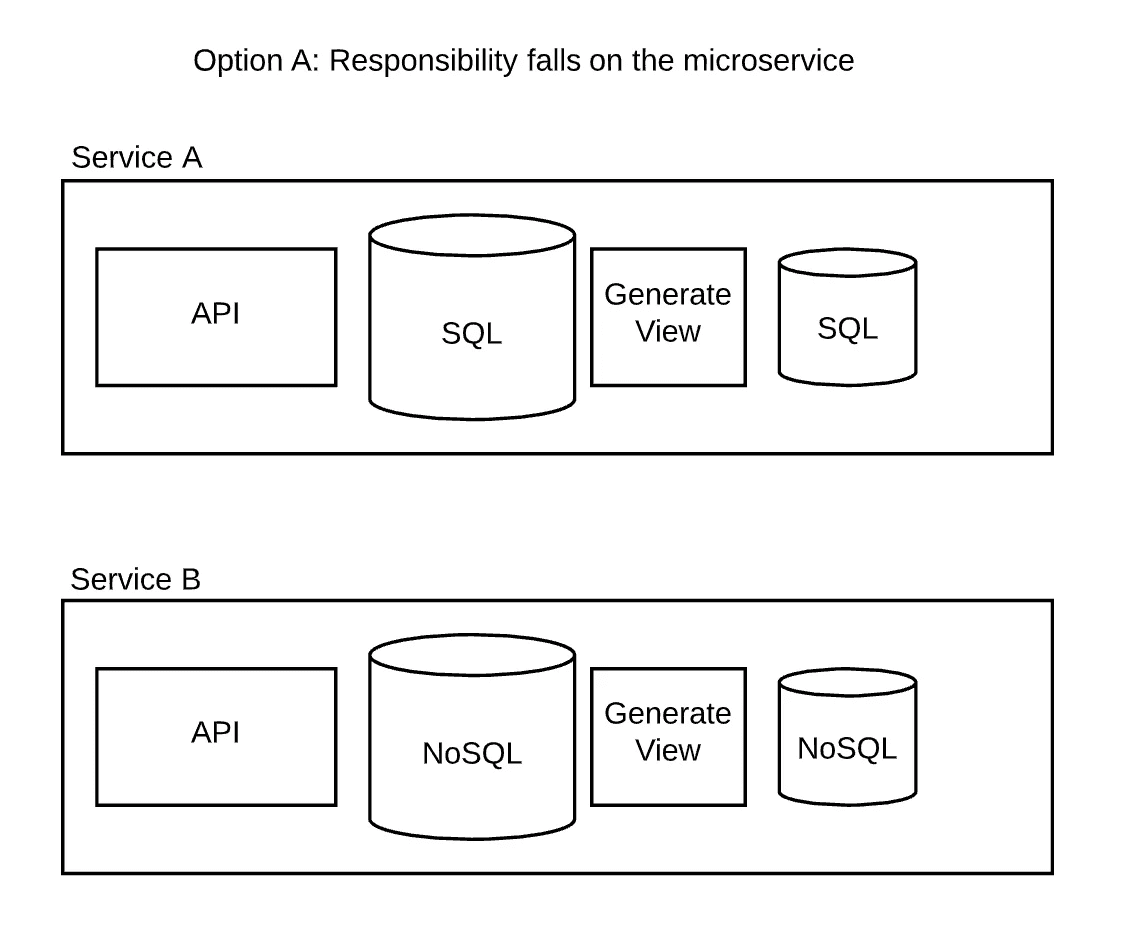 Option A: Responsibility falls on the microservice
Service A
API
SQL
Generate
View
SQL
Service B
API
NoSQL
Generate
View
NoSQL